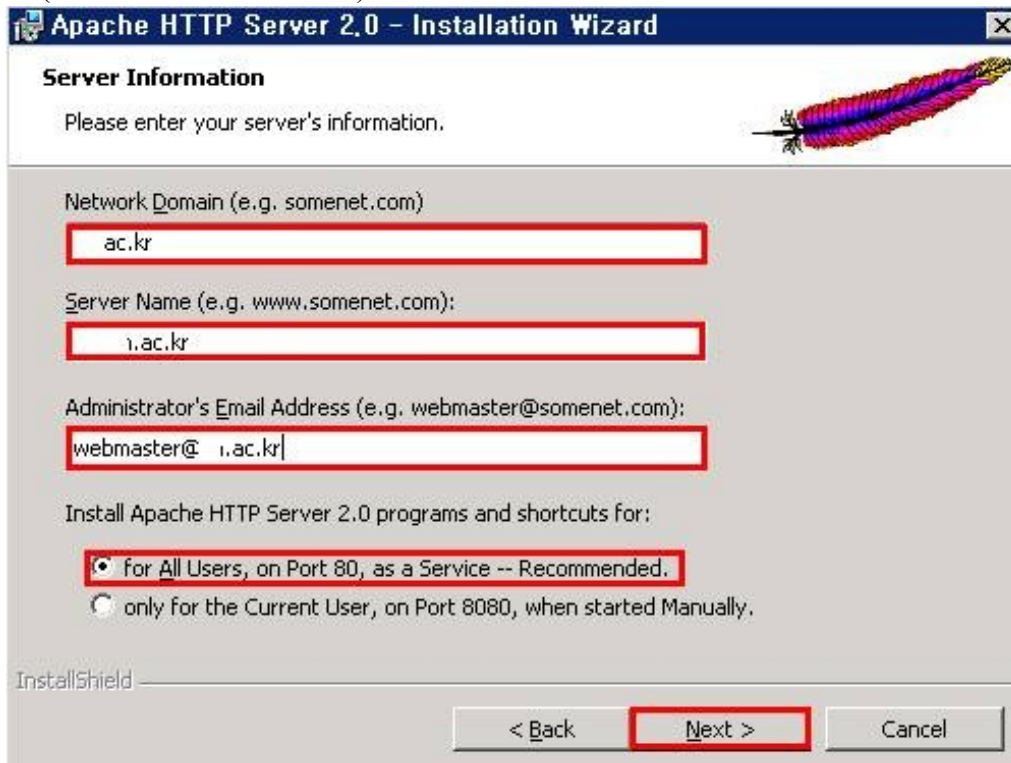 Apache HTTP Server 2,0 - Installation Wizard
Server Information
Please enter your server's information.
Network Domain (e.g. somenet.com)
ac.kr
Server Name (e.g. www.somenet.com):
.ac.kr
Administrator's Email Address (e.g. webmaster@somenet.com):
webmaster@ .ac.kr
Install Apache HTTP Server 2.0 programs and shortcuts for:
for All Users, on Port 80, as a Service -- Recommended.
only for the Current User, on Port 8080, when started Manually.
InstallShield
< Back
Next >
Cancel